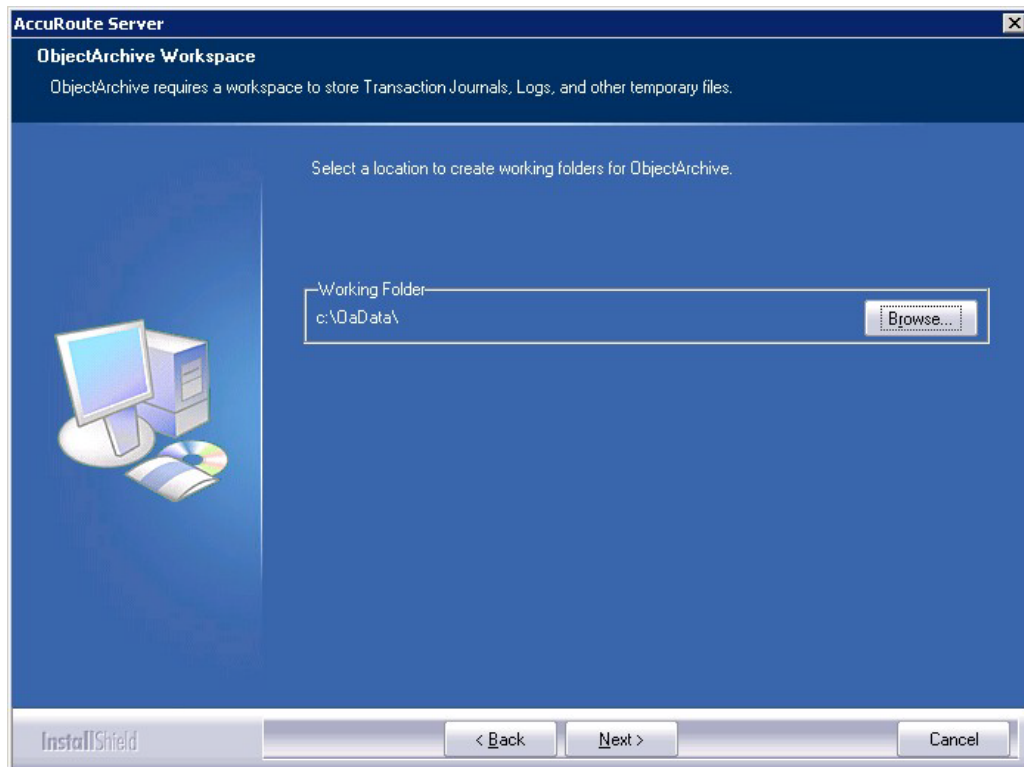 AccuRoute Server
ObjectArchive Workspace
ObjectArchive requires a workspace to store Transaction Journals, Logs, and other temporary files.
Select a location to create working folders for ObjectArchive.
Working Folder
c:\OaData\
Browse...
InstallShield
< Back
Next >
Cancel